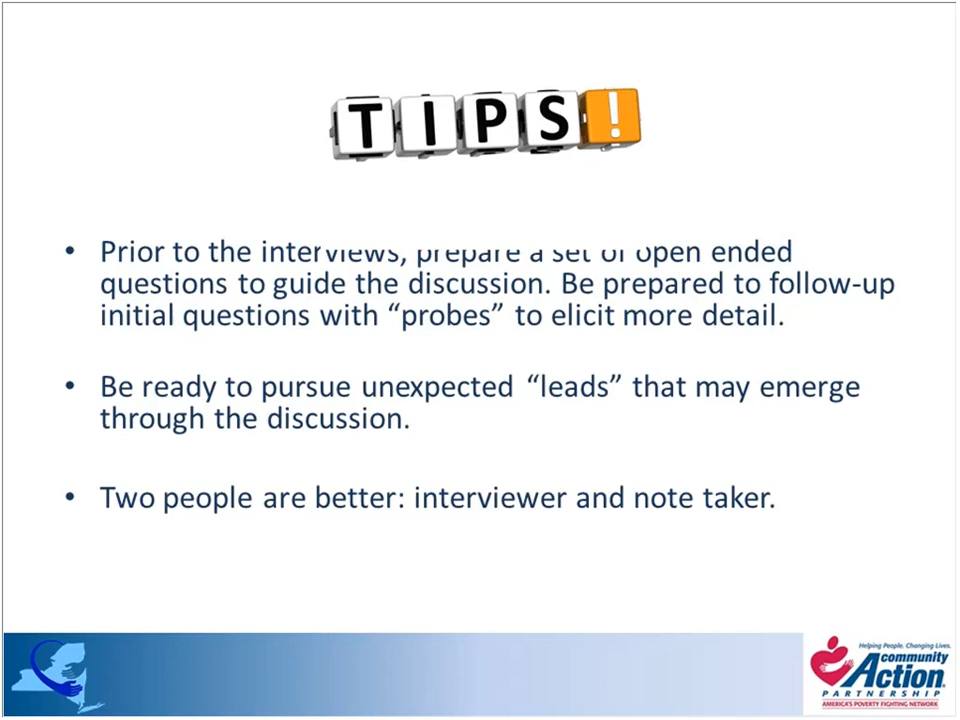 TIPS!
• Prior to the interviews, prepare a set of open ended
questions to guide the discussion. Be prepared to follow-up
initial questions with “probes” to elicit more detail.
• Be ready to pursue unexpected “leads” that may emerge
through the discussion.
• Two people are better: interviewer and note taker.
Helping People. Changing Lives.
community
Action
PARTNERSHIP
AMERICA'S POVERTY FIGHTING NETWORK